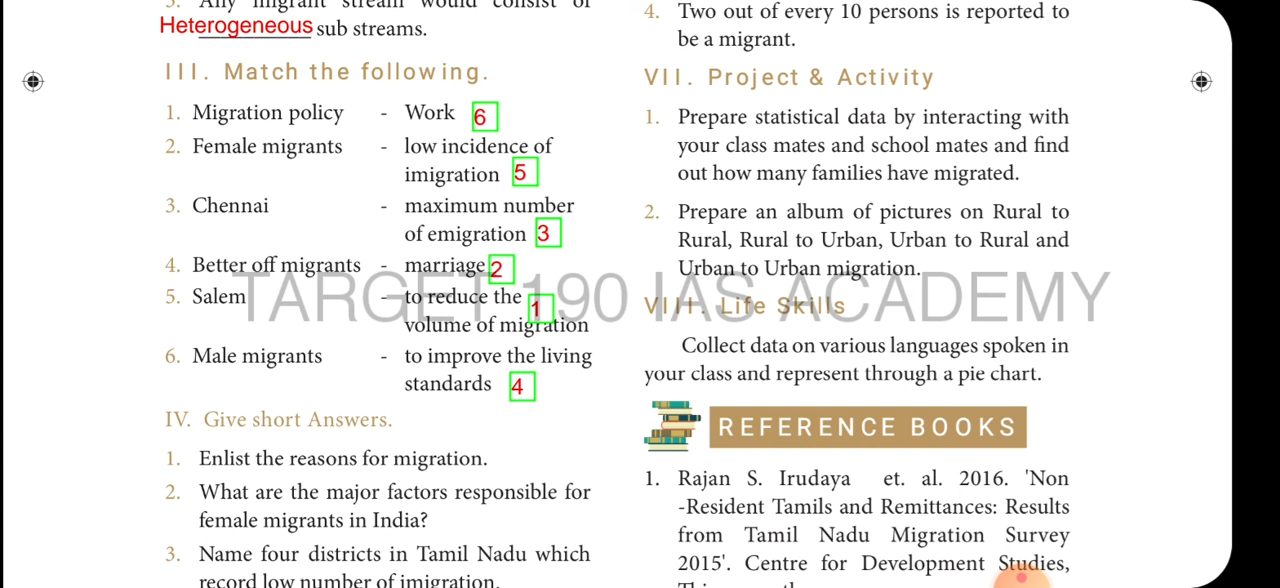 Heterogeneous sub streams.
III. Match the following.
1. Migration policy - Work 6
2. Female migrants - low incidence of
imigration 5
3. Chennai - maximum number
of emigration 3
4. Better off migrants - marriage 2
5. Salem - to reduce the
volume of migration 1
6. Male migrants - to improve the living
standards 4
IV. Give short Answers.
1. Enlist the reasons for migration.
2. What are the major factors responsible for
female migrants in India?
3. Name four districts in Tamil Nadu which
record low number of imigration.
4. Two out of every 10 persons is reported to
be a migrant.
VII. Project & Activity
1. Prepare statistical data by interacting with
your class mates and school mates and find
out how many families have migrated.
2. Prepare an album of pictures on Rural to
Rural, Rural to Urban, Urban to Rural and
Urban to Urban migration.
VIII. Life Skills
Collect data on various languages spoken in
your class and represent through a pie chart.
REFERENCE BOOKS
1. Rajan S. Irudaya et. al. 2016. 'Non
-Resident Tamils and Remittances: Results
from Tamil Nadu Migration Survey
2015'. Centre for Development Studies,
TARGET 190 IAS ACADEMY